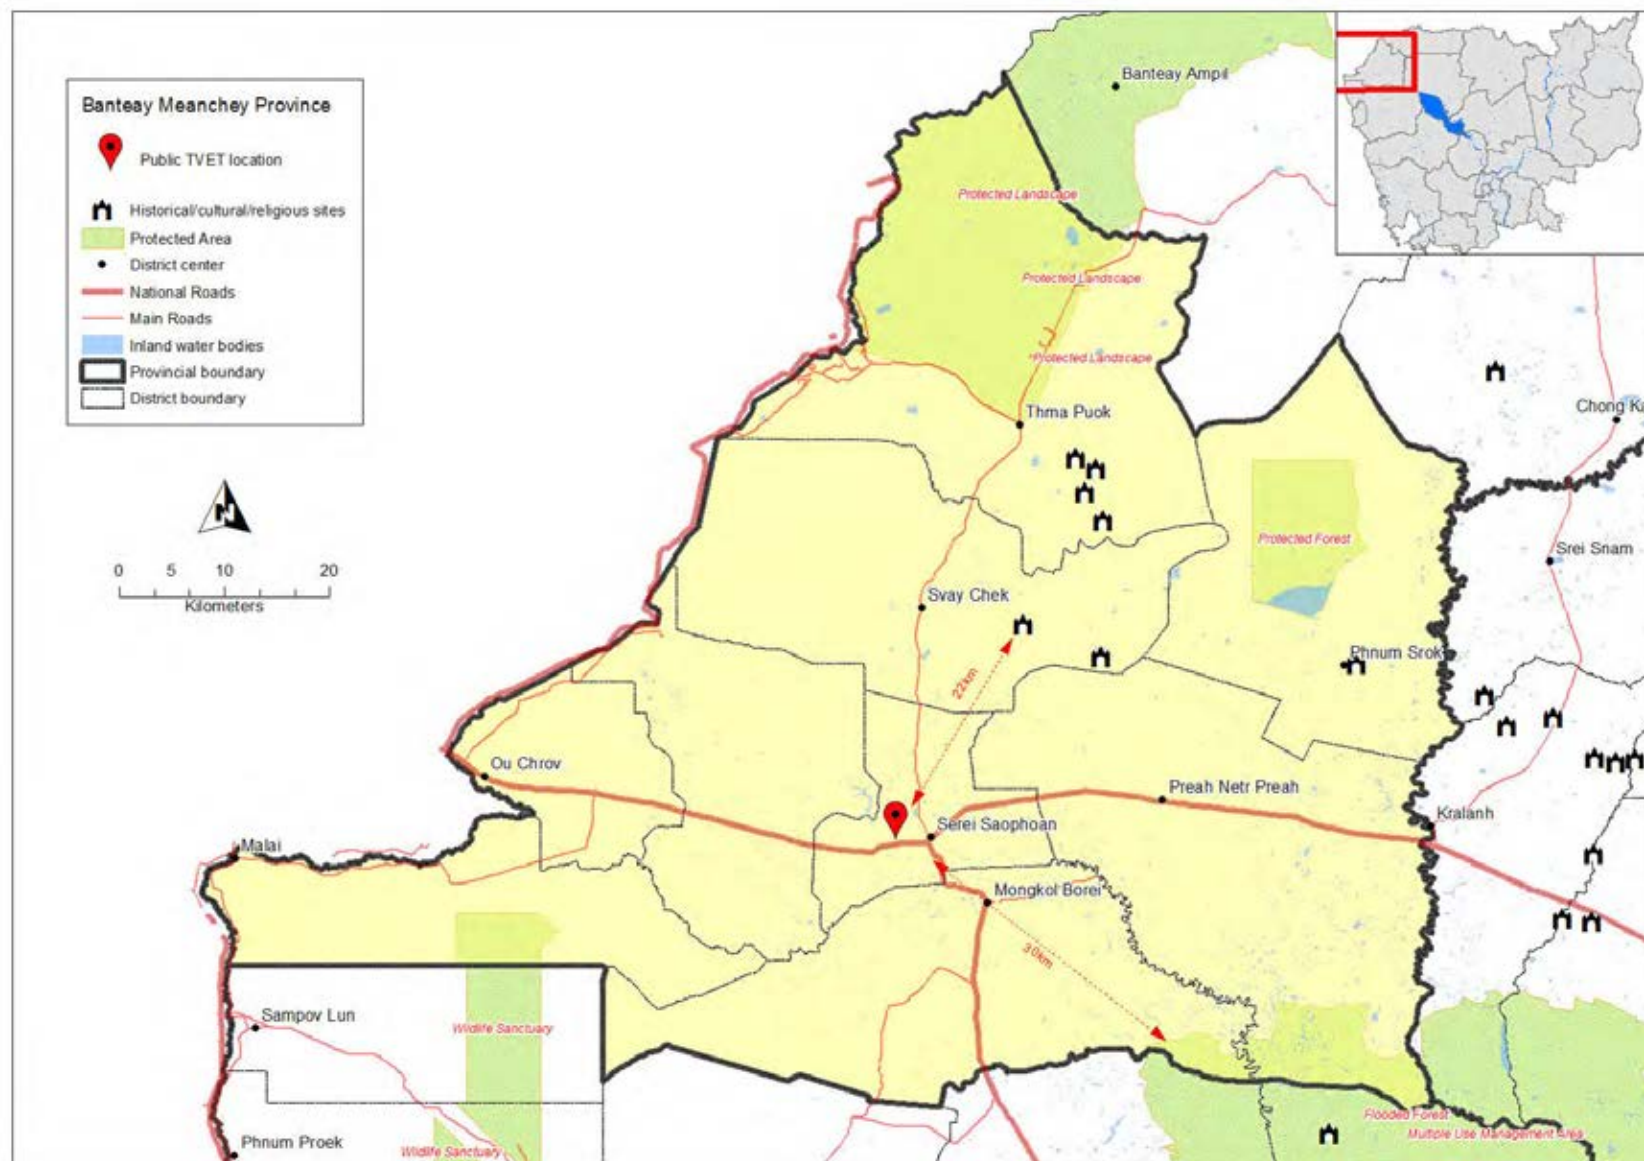 Banteay Meanchey Province
Public TVET location
Historical/cultural/religious sites
Protected Area
District center
National Roads
Main Roads
Inland water bodies
Provincial boundary
District boundary
N
0 5 10 20
Kilometers
Banteay Ampil
Protected Landscape
Protected Landscape
Protected Landscape
Thma Puok
Chong Ka
Protected Forest
Srei Snam
Svay Chek
Phnum Srok
22km
Ou Chrov
Preah Netr Preah
Kralanh
Serei Saophoan
Malai
Mongkol Borei
30km
Sampov Lun
Wildlife Sanctuary
Flooded Forest
Multiple Use Management Area
Phnum Proek
Wildlife Sanctuary